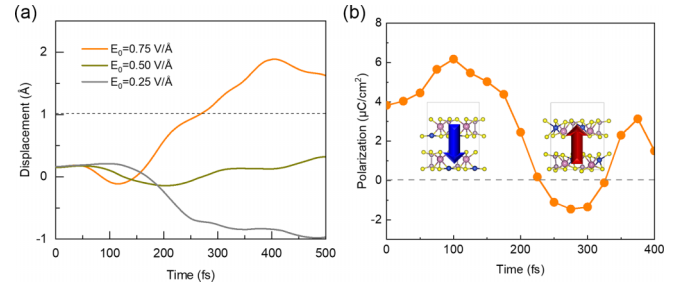 (a)
Displacement (Å)
2
1
0
-1
E₀=0.75 V/Å
E₀=0.50 V/Å
E₀=0.25 V/Å
0 100 200 300 400 500
Time (fs)
(b)
Polarization (μC/cm²)
8
6
4
2
0
-2
0 100 200 300 400
Time (fs)